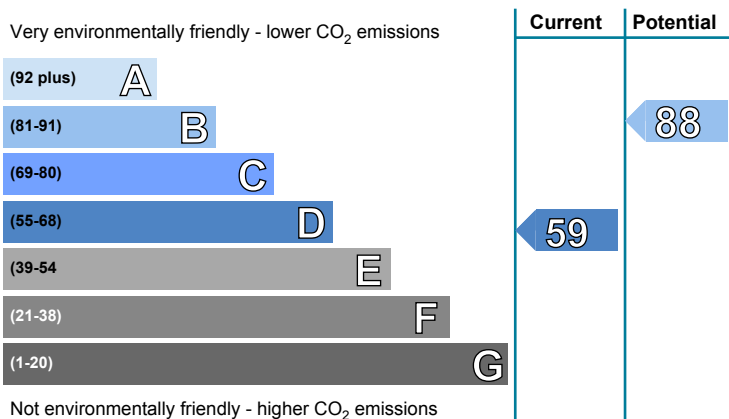 Current Potential
Very environmentally friendly - lower CO₂ emissions
(92 plus) A
(81-91) B
88
(69-80) C
(55-68) D
59
(39-54 E
(21-38) F
(1-20) G
Not environmentally friendly - higher CO₂ emissions